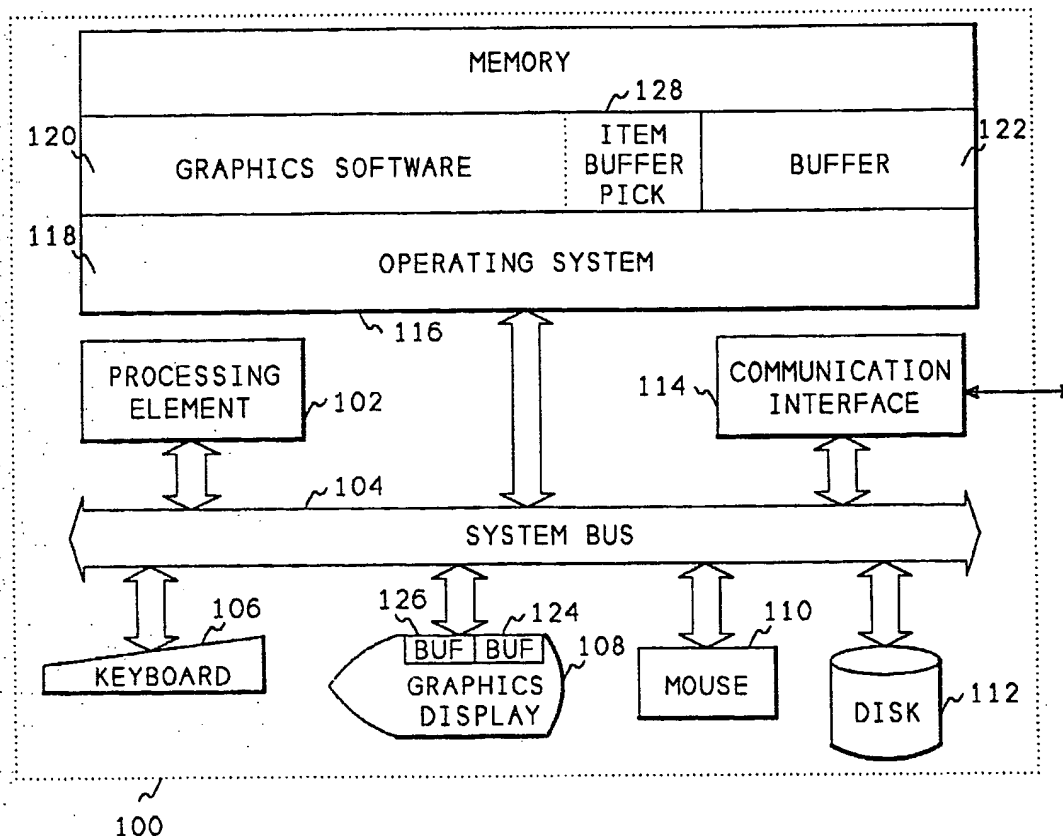 MEMORY
128
120
GRAPHICS SOFTWARE
ITEM
BUFFER
PICK
BUFFER
122
118
OPERATING SYSTEM
116
PROCESSING
ELEMENT
102
114
COMMUNICATION
INTERFACE
104
SYSTEM BUS
106
KEYBOARD
126
124
BUF
BUF
GRAPHICS
DISPLAY
108
110
MOUSE
DISK
112
100